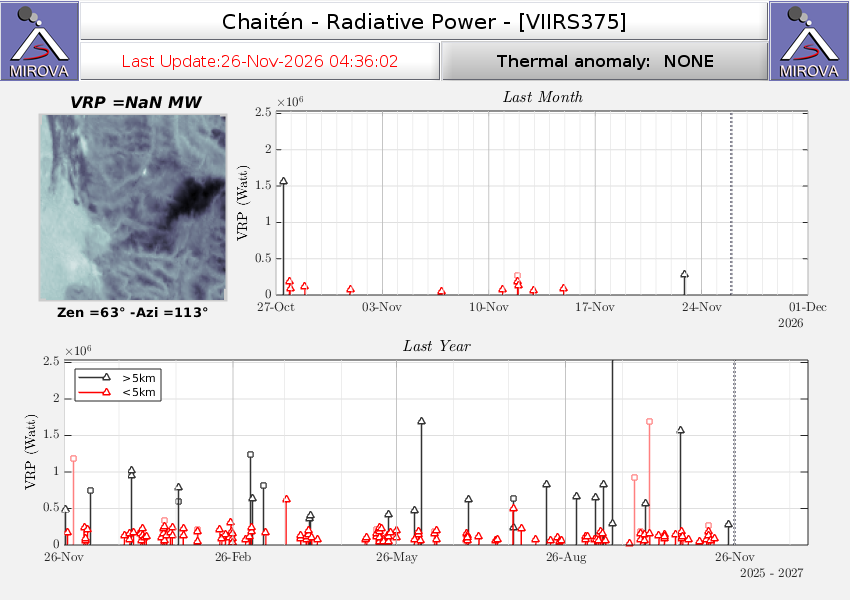 Chaitén - Radiative Power - [VIIRS375]
MIROVA
Last Update:26-Nov-2026 04:36:02
Thermal anomaly: NONE
MIROVA
VRP =NaN MW
Zen =63° -Azi =113°
Last Month
×10⁶
VRP (Watt)
2.5
2
1.5
1
0.5
0
27-Oct 03-Nov 10-Nov 17-Nov 24-Nov 01-Dec
2026
Last Year
×10⁶
VRP (Watt)
2.5
2
1.5
1
0.5
0
>5km
<5km
26-Nov 26-Feb 26-May 26-Aug 26-Nov
2025 - 2027